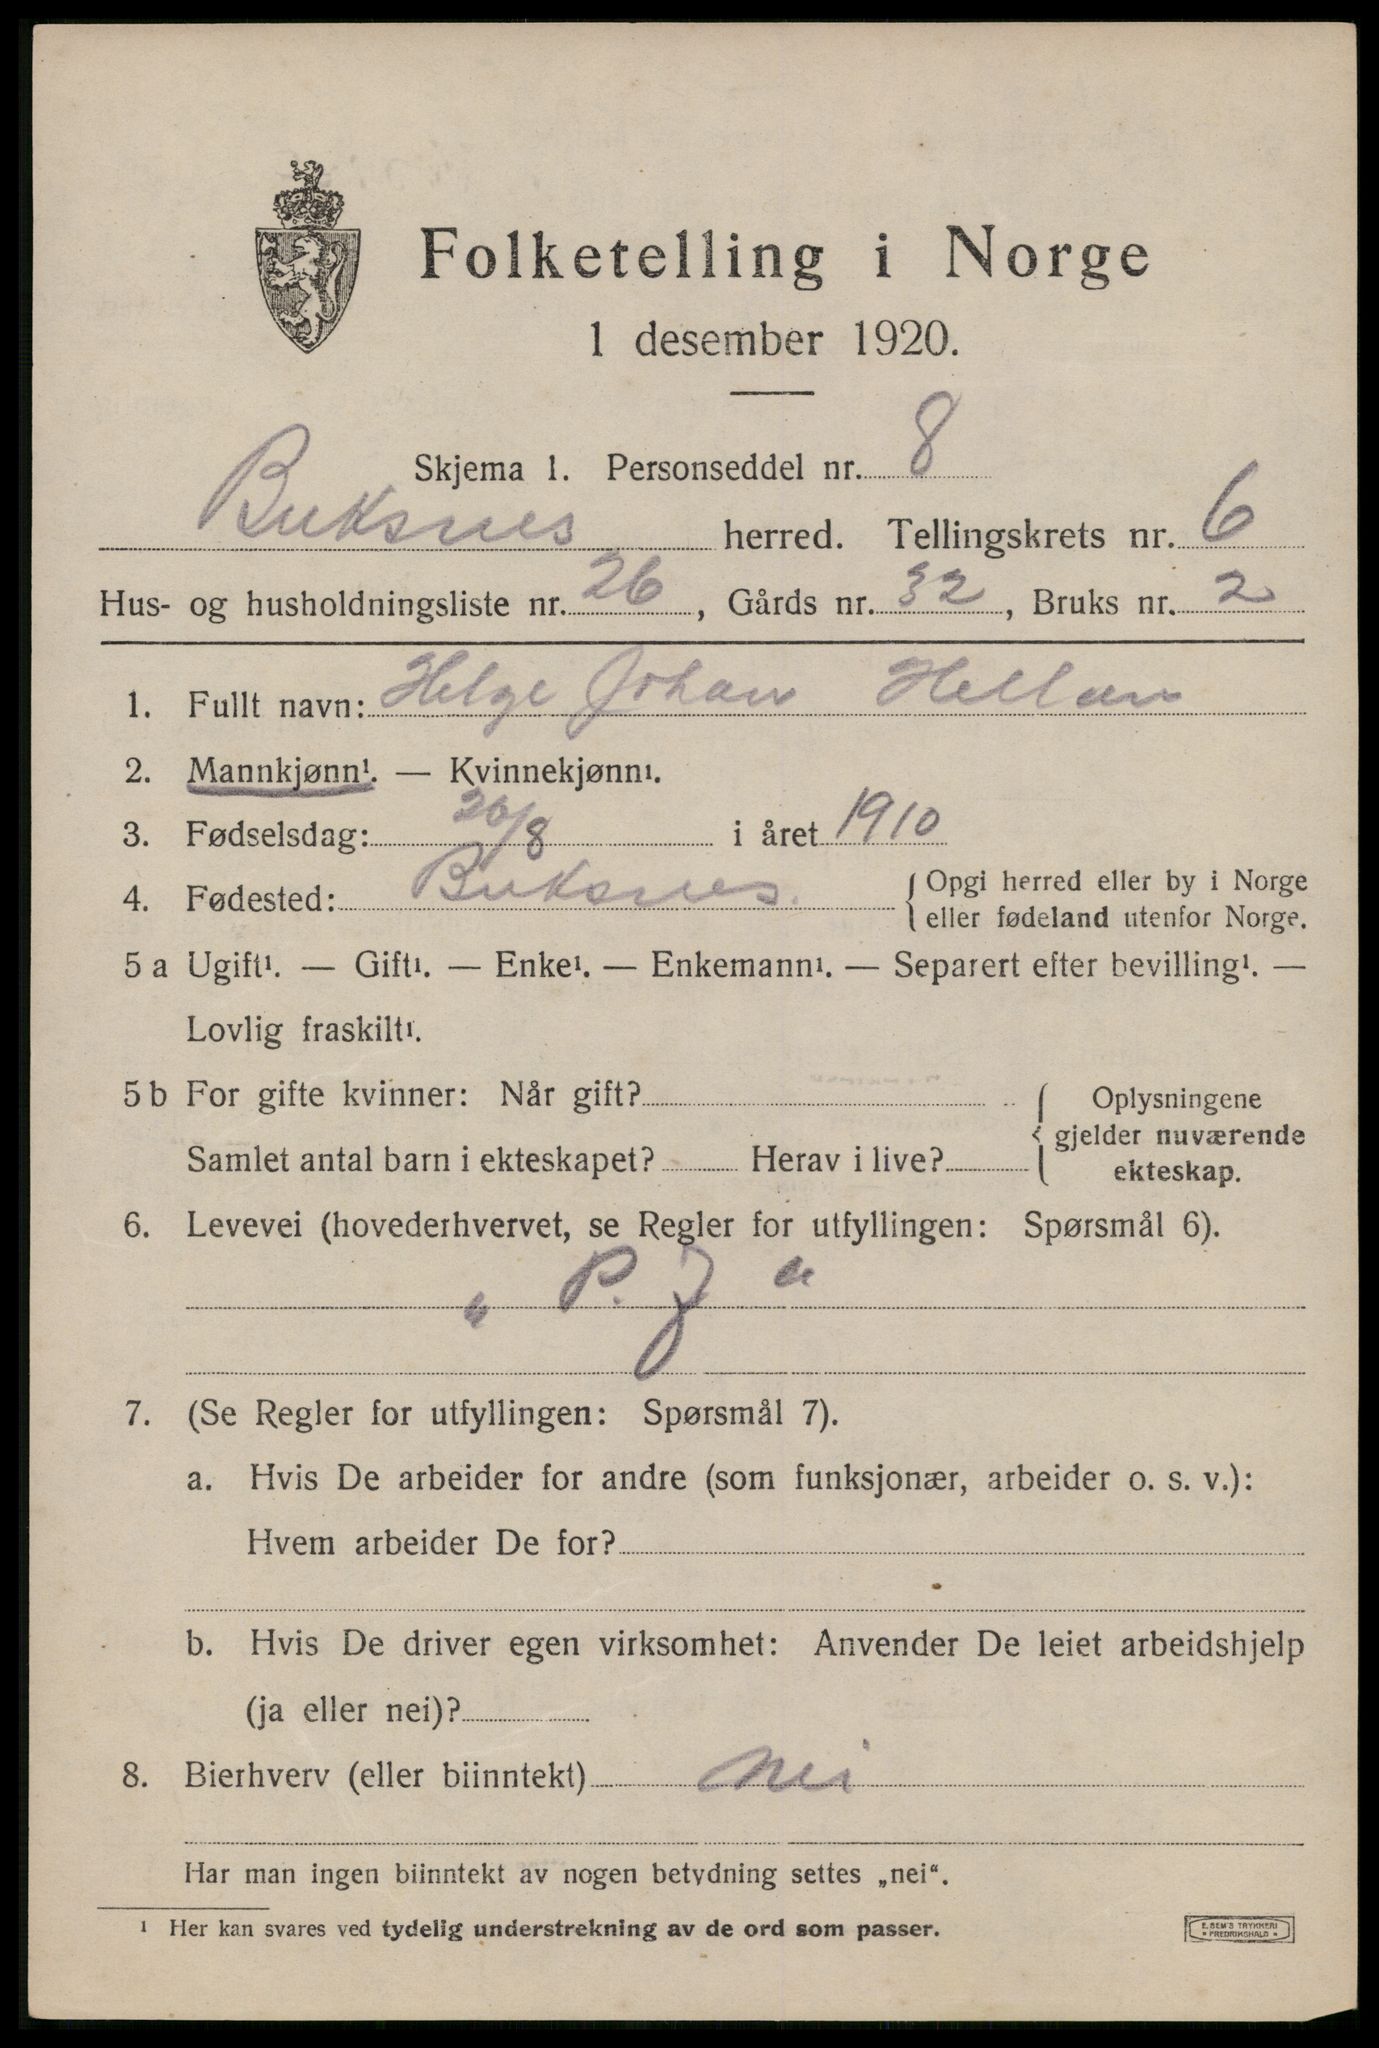 Folketelling i Norge
1 desember 1920.
Skjema 1. Personseddel nr. 8
Buksnes herred. Tellingskrets nr. 6
Hus- og husholdningsliste nr. 26, Gårds nr. 32, Bruks nr. 2
1. Fullt navn: Helge Johan Hellan
2. Mannkjønn¹. — Kvinnekjønn¹.
3. Fødselsdag: 20/8 i året 1910
4. Fødested: Buksnes. { Opgi herred eller by i Norge
eller fødeland utenfor Norge.
5 a Ugift¹. — Gift¹. — Enke¹. — Enkemann¹. — Separert efter bevilling¹. —
Lovlig fraskilt¹.
5 b For gifte kvinner: Når gift? { Oplysningene
gjelder nuværende
Samlet antal barn i ekteskapet? Herav i live? ekteskap.
6. Levevei (hovederhvervet, se Regler for utfyllingen: Spørsmål 6).
" P. J "
7. (Se Regler for utfyllingen: Spørsmål 7).
a. Hvis De arbeider for andre (som funksjonær, arbeider o. s. v.):
Hvem arbeider De for?
b. Hvis De driver egen virksomhet: Anvender De leiet arbeidshjelp
(ja eller nei)?
8. Bierhverv (eller biinntekt) nei
Har man ingen biinntekt av nogen betydning settes „nei“.
¹ Her kan svares ved tydelig understrekning av de ord som passer.
E. SEM'S TRYKKERI
* FREDRIKSHALD *